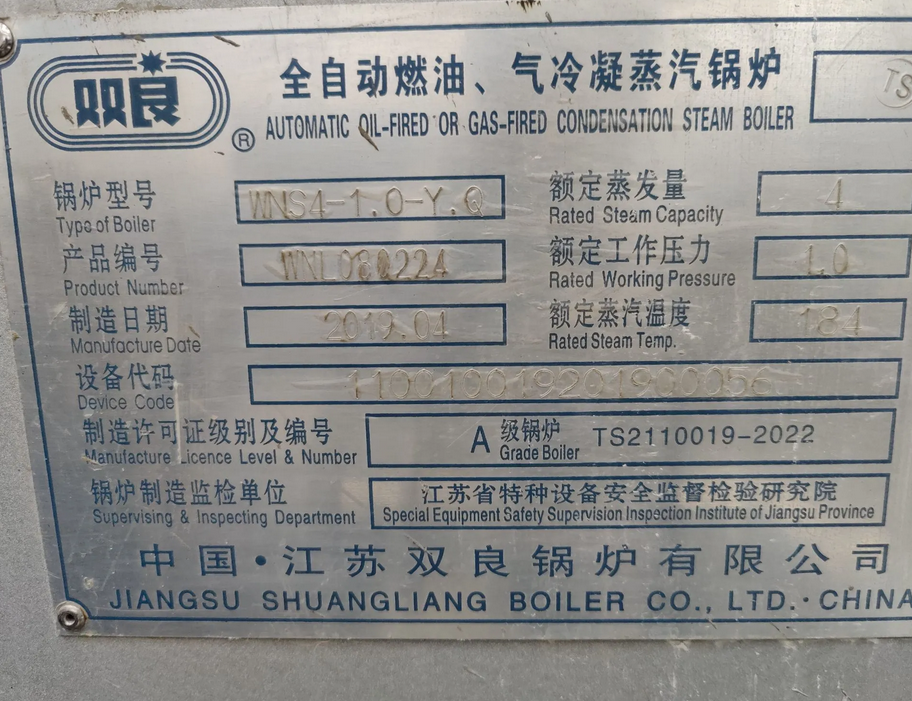 双良
®
全自动燃油、气冷凝蒸汽锅炉
AUTOMATIC OIL-FIRED OR GAS-FIRED CONDENSATION STEAM BOILER
TS
锅炉型号 WNS4-1.0-Y.Q
Type of Boiler
额定蒸发量 4
Rated Steam Capacity
产品编号
Product Number
额定工作压力 1.0
Rated Working Pressure
制造日期 2019.04
Manufacture Date
额定蒸汽温度 184
Rated Steam Temp.
设备代码
Device Code
制造许可证级别及编号
Manufacture Licence Level & Number
A 级锅炉 TS2110019-2022
Grade Boiler
锅炉制造监检单位
Supervising & Inspecting Department
江苏省特种设备安全监督检验研究院
Special Equipment Safety Supervision Inspection Institute of Jiangsu Province
中国·江苏双良锅炉有限公司
JIANGSU SHUANGLIANG BOILER CO., LTD.·CHINA